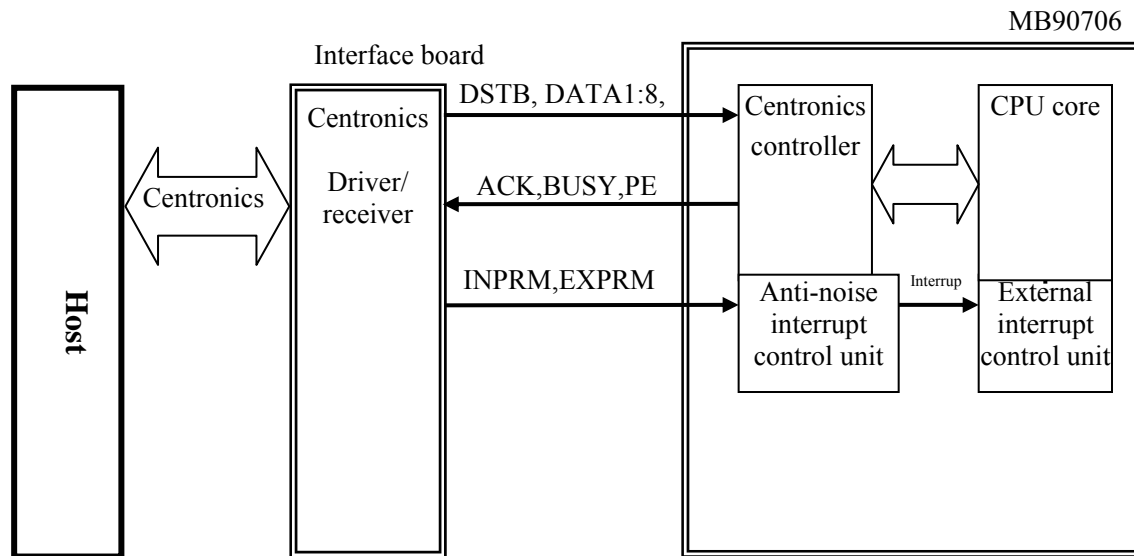 MB90706
Interface board
Host
Centronics
Centronics
Driver/
receiver
DSTB, DATA1:8,
ACK,BUSY,PE
INPRM,EXPRM
Centronics
controller
Anti-noise
interrupt
control unit
Interrup
CPU core
External
interrupt
control unit